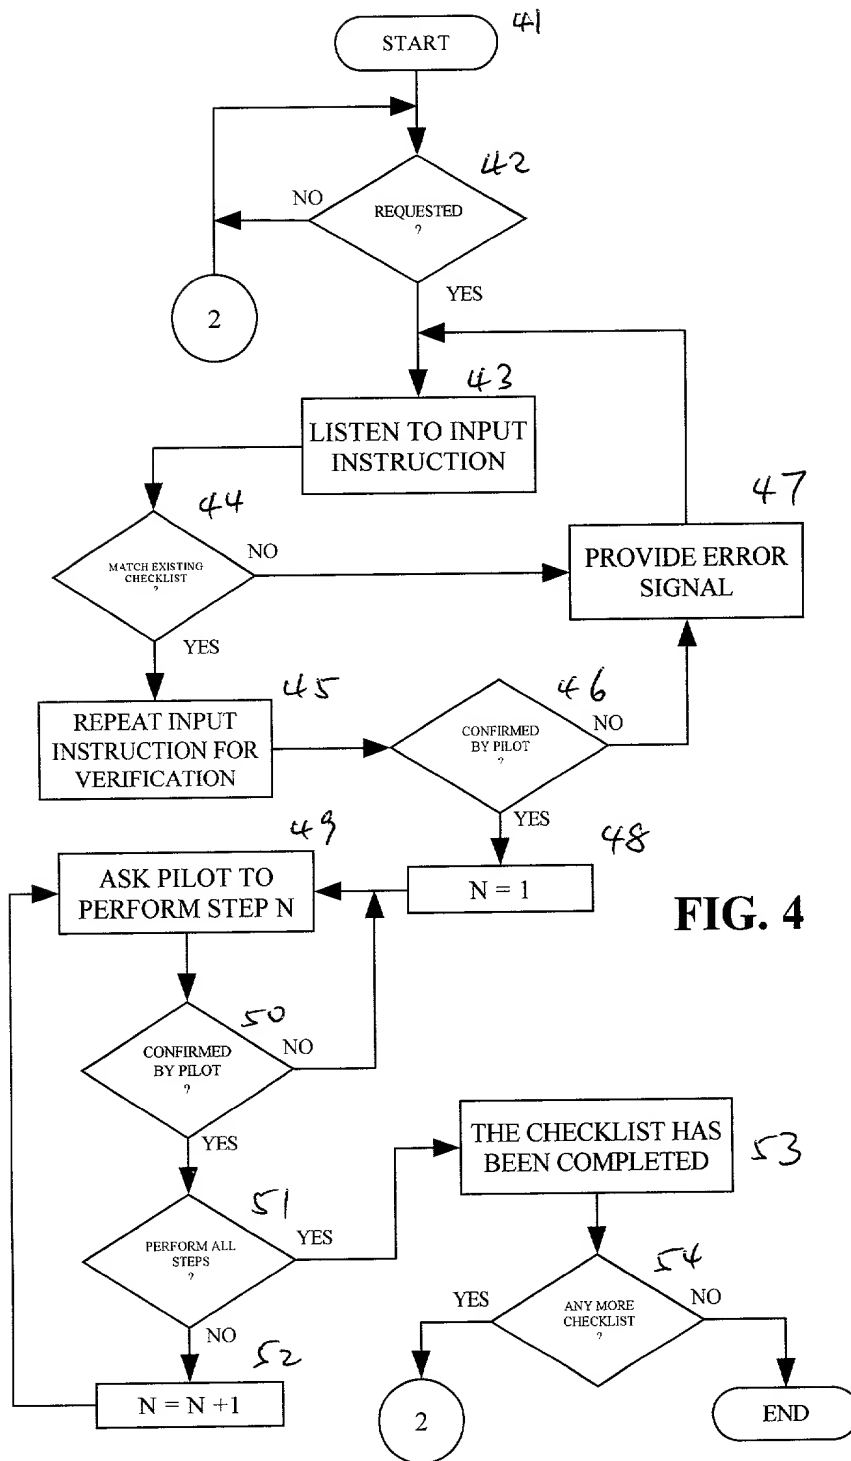 41
START
42
NO
REQUESTED
?
YES
2
43
LISTEN TO INPUT
INSTRUCTION
44
47
MATCH EXISTING
CHECKLIST
?
NO
PROVIDE ERROR
SIGNAL
YES
45
46
REPEAT INPUT
INSTRUCTION FOR
VERIFICATION
CONFIRMED
BY PILOT
?
NO
YES
49
48
ASK PILOT TO
PERFORM STEP N
N = 1
FIG. 4
50
CONFIRMED
BY PILOT
?
NO
YES
THE CHECKLIST HAS
BEEN COMPLETED
53
51
PERFORM ALL
STEPS
?
YES
54
YES
ANY MORE
CHECKLIST
?
NO
NO
52
N = N +1
2
END